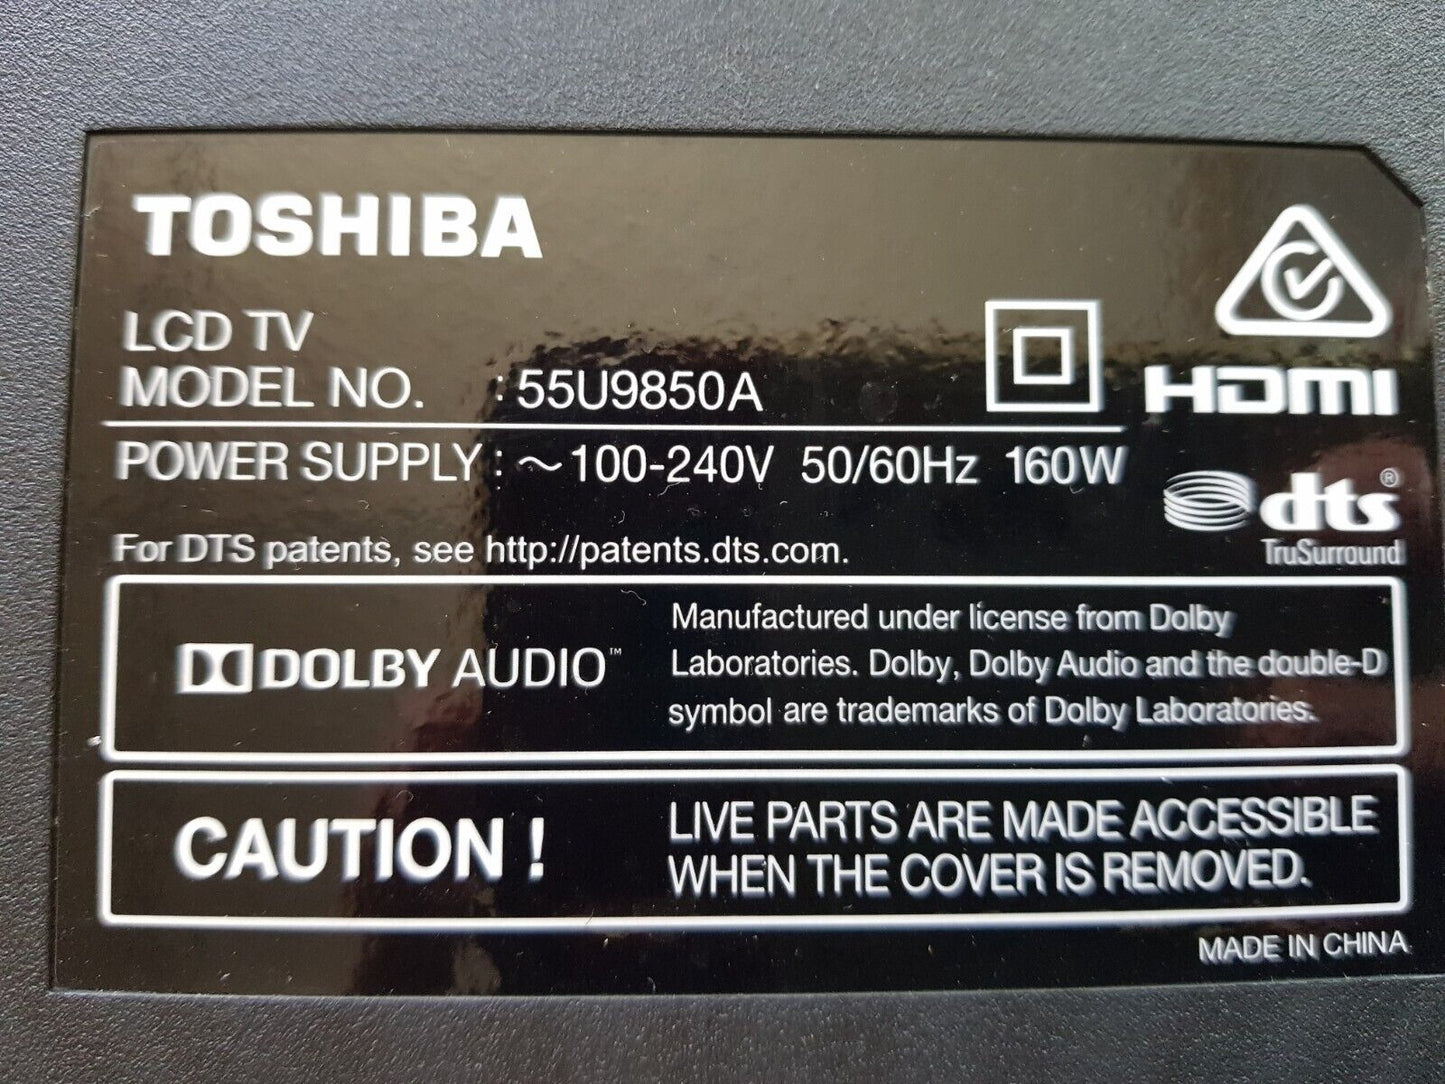 TOSHIBA
LCD TV
MODEL NO. : 55U9850A
HDMI
POWER SUPPLY : ~100-240V 50/60Hz 160W
dts®
TruSurround
For DTS patents, see http://patents.dts.com.
DOLBY AUDIO™
Manufactured under license from Dolby
Laboratories. Dolby, Dolby Audio and the double-D
symbol are trademarks of Dolby Laboratories.
CAUTION !
LIVE PARTS ARE MADE ACCESSIBLE
WHEN THE COVER IS REMOVED.
MADE IN CHINA